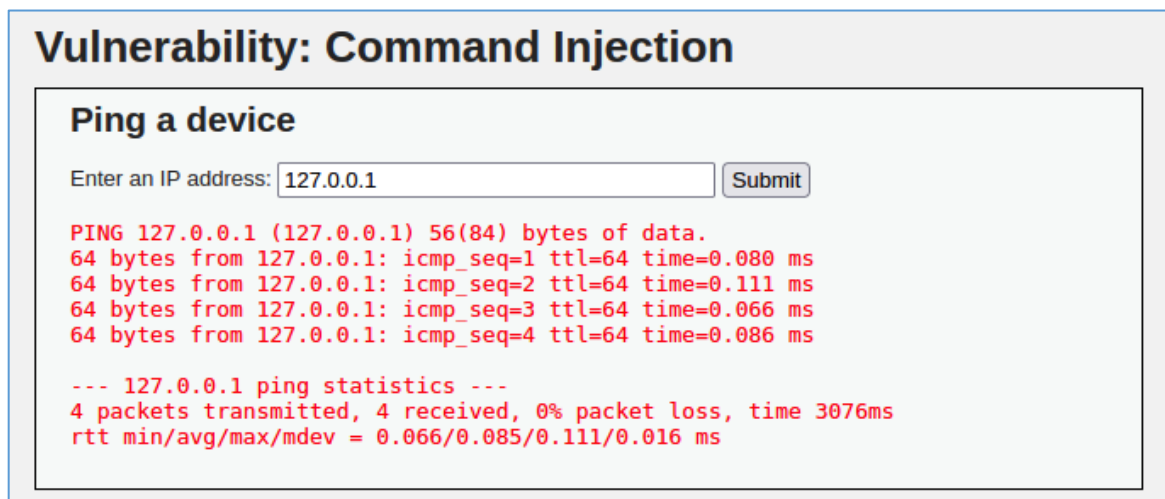 Vulnerability: Command Injection
Ping a device
Enter an IP address: 127.0.0.1 Submit
PING 127.0.0.1 (127.0.0.1) 56(84) bytes of data.
64 bytes from 127.0.0.1: icmp_seq=1 ttl=64 time=0.080 ms
64 bytes from 127.0.0.1: icmp_seq=2 ttl=64 time=0.111 ms
64 bytes from 127.0.0.1: icmp_seq=3 ttl=64 time=0.066 ms
64 bytes from 127.0.0.1: icmp_seq=4 ttl=64 time=0.086 ms
--- 127.0.0.1 ping statistics ---
4 packets transmitted, 4 received, 0% packet loss, time 3076ms
rtt min/avg/max/mdev = 0.066/0.085/0.111/0.016 ms